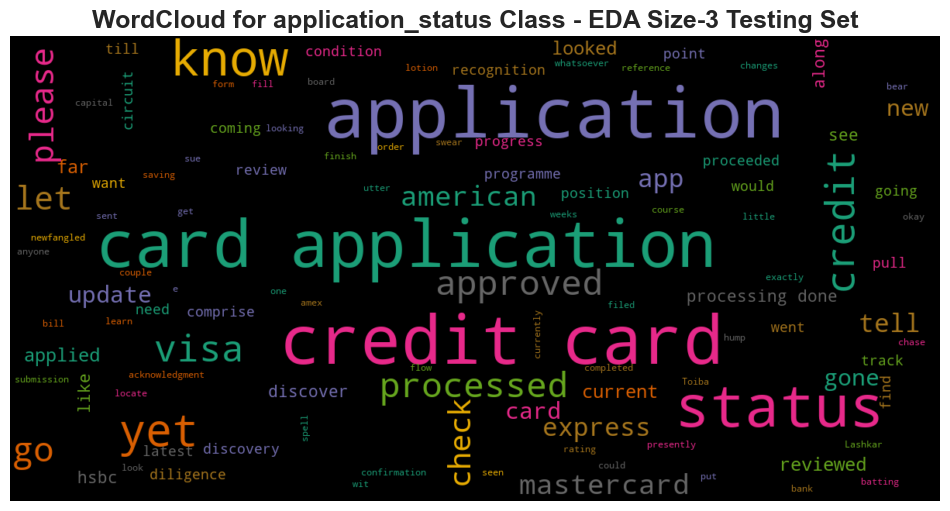 WordCloud for application_status Class - EDA Size-3 Testing Set
please
till
circuit
capital
know
form
fill
board
condition
lotion
recognition
looked
whatsoever
reference
point
changes
along
bear
new
application
coming
looking
finish
order
swear
progress
see
far
sue
saving
review
programme
proceeded
want
let
utter
american
position
app
would
going
credit
sent
get
weeks
course
little
okay
newfangled
anyone
card application
couple
pull
exactly
update
e
need
comprise
one
amex
approved
filed
processing done
bill
learn
visa
credit card
currently
hump
went
tell
chase
applied
submission
acknowledgment
like
locate
discover
flow
processed
completed
current
Toiba
track
gone
find
status
yet
check
card
express
spell
go
latest
look
discovery
rating
presently
Lashkar
hsbc
diligence
confirmation
wit
seen
could
mastercard
put
reviewed
bank
batting